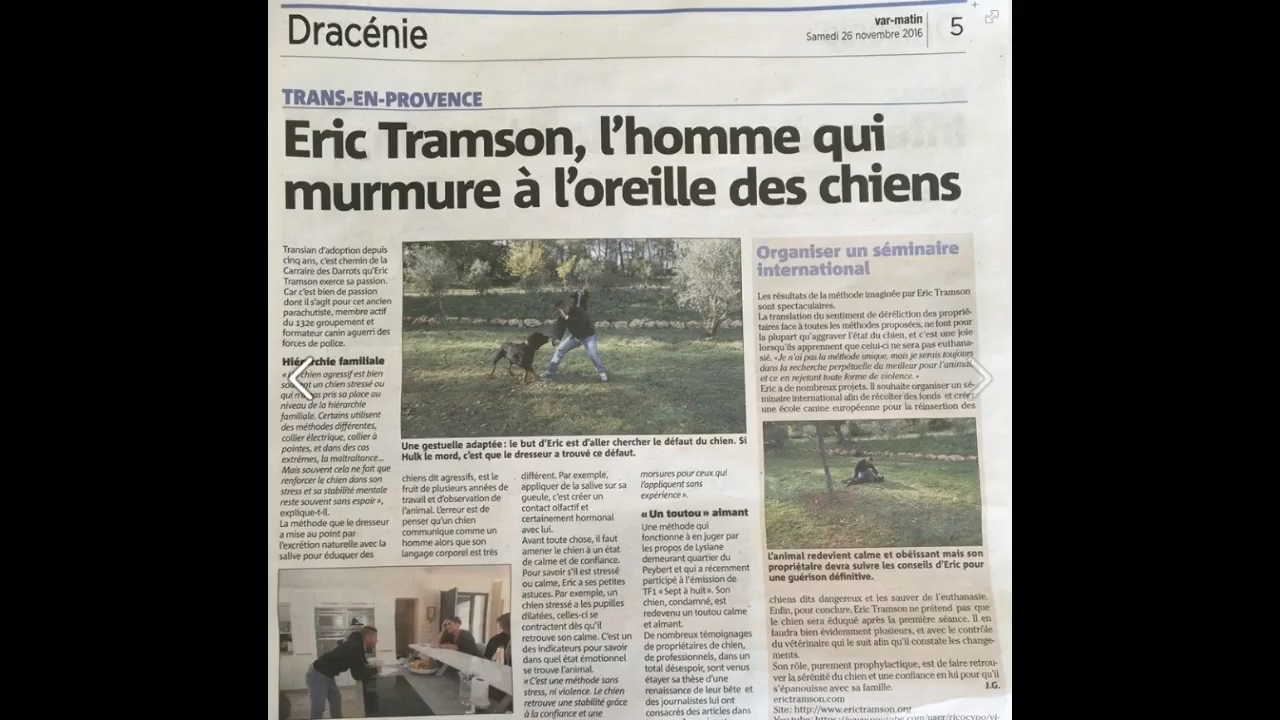 Dracénie
var-matin
Samedi 26 novembre 2016
5
TRANS-EN-PROVENCE
Eric Tramson, l'homme qui
murmure à l'oreille des chiens
Transian d'adoption depuis
cinq ans, c'est chemin de la
Carraire des Darrots qu'Eric
Tramson exerce sa passion.
Car c'est bien de passion
dont il s'agit pour cet ancien
parachutiste, membre actif
du 132e groupement et
formateur canin aguerri des
forces de police.
Hiérarchie familiale
chien agressif est bien
un chien stressé ou
qui pris sa place au
niveau de la hiérarchie
familiale. Certains utilisent
des méthodes différentes,
collier électrique, collier à
pointes, et dans des cas
extrêmes, la maltraitance...
Mais souvent cela ne fait que
renforcer le chien dans son
stress et sa stabilité mentale
reste souvent sans espoir»,
explique-t-il.
La méthode que le dresseur
a mise au point par
l'excrétion naturelle avec la
salive pour éduquer des
Une gestuelle adaptée : le but d'Eric est d'aller chercher le défaut du chien. Si
Hulk le mord, c'est que le dresseur a trouvé ce défaut.
chiens dit agressifs, est le
fruit de plusieurs années de
travail et d'observation de
l'animal. L'erreur est de
penser qu'un chien
communique comme un
homme alors que son
langage corporel est très
différent. Par exemple,
appliquer de la salive sur sa
gueule, c'est créer un
contact olfactif et
certainement hormonal
avec lui.
Avant toute chose, il faut
amener le chien à un état
de calme et de confiance.
Pour savoir s'il est stressé
ou calme, Eric a ses petites
astuces. Par exemple, un
chien stressé a les pupilles
dilatées, celles-ci se
contractent dès qu'il
retrouve son calme. C'est un
des indicateurs pour savoir
dans quel état émotionnel
se trouve l'animal.
« C'est une méthode sans
stress, ni violence. Le chien
retrouve une stabilité grâce
à la confiance et une
morsures pour ceux qui
l'appliquent sans
expérience ».
« Un toutou » aimant
Une méthode qui
fonctionne à en juger par
les propos de Lysiane
demeurant quartier du
Peybert et qui a récemment
participé à l'émission de
TF1 « Sept à huit ». Son
chien, condamné, est
redevenu un toutou calme
et aimant.
De nombreux témoignages
de propriétaires de chien,
de professionnels, dans un
total désespoir, sont venus
étayer sa thèse d'une
renaissance de leur bête et
des journalistes lui ont
consacrés des articles dans
Organiser un séminaire
international
Les résultats de la méthode imaginée par Eric Tramson
sont spectaculaires.
La translation du sentiment de déréliction des proprié-
taires face à toutes les méthodes proposées, ne font pour
la plupart qu'aggraver l'état du chien, et c'est une joie
lorsqu'ils apprennent que celui-ci ne sera pas euthana-
sié. «Je n'ai pas la méthode unique, mais je serais toujours
dans la recherche perpétuelle du meilleur pour l'animal,
et ce en rejetant toute forme de violence. »
Eric a de nombreux projets. Il souhaite organiser un sé-
minaire international afin de récolter des fonds et créer
une école canine européenne pour la réinsertion des
L'animal redevient calme et obéissant mais son
propriétaire devra suivre les conseils d'Eric pour
une guérison définitive.
chiens dits dangereux et les sauver de l'euthanasie.
Enfin, pour conclure, Eric Tramson ne prétend pas que
le chien sera éduqué après la première séance. Il en
faudra bien évidemment plusieurs, et avec le contrôle
du vétérinaire qui le suit afin qu'il constate les change-
ments.
Son rôle, purement prophylactique, est de faire retrou-
ver la sérénité du chien et une confiance en lui pour qu'il
s'épanouisse avec sa famille.
J.G.
erictramson.com
Site: http://www.erictramson.org